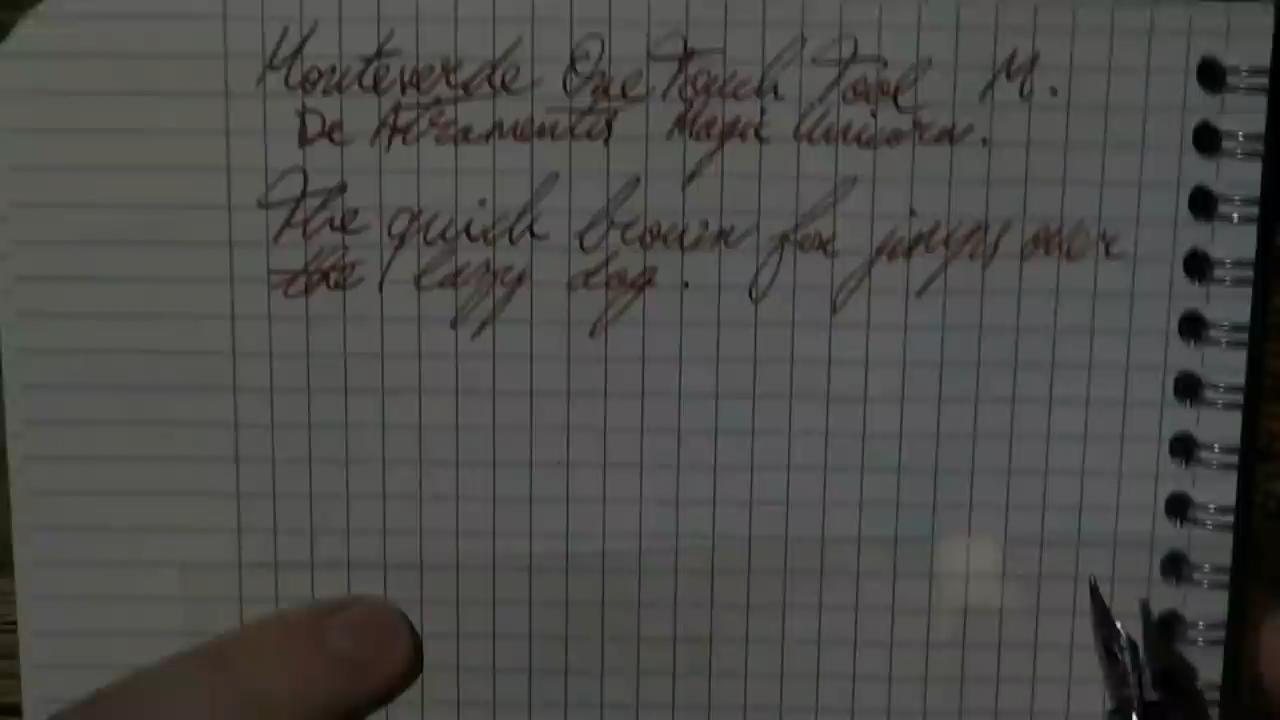 Monteverde One Touch Tool M.
De Atramentis Magic Unicorn.
The quick brown fox jumps over
the lazy dog.